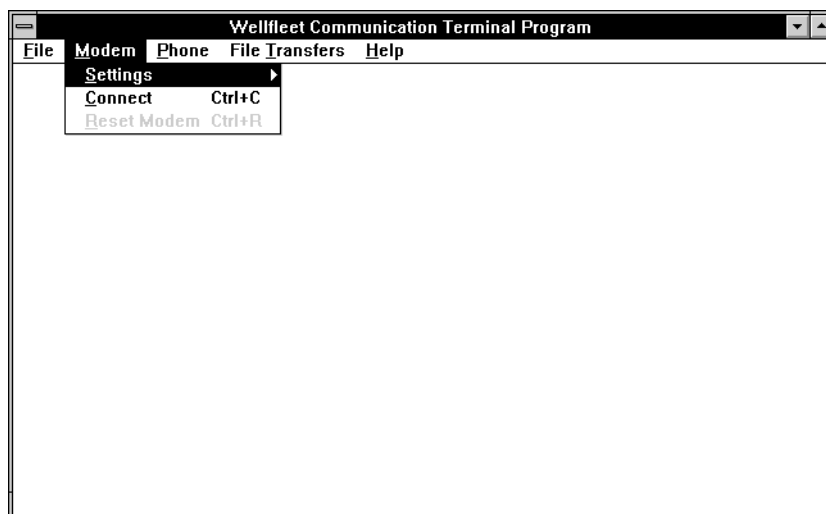 Wellfleet Communication Terminal Program
File Modem Phone File Transfers Help
Settings
Connect Ctrl+C
Reset Modem Ctrl+R